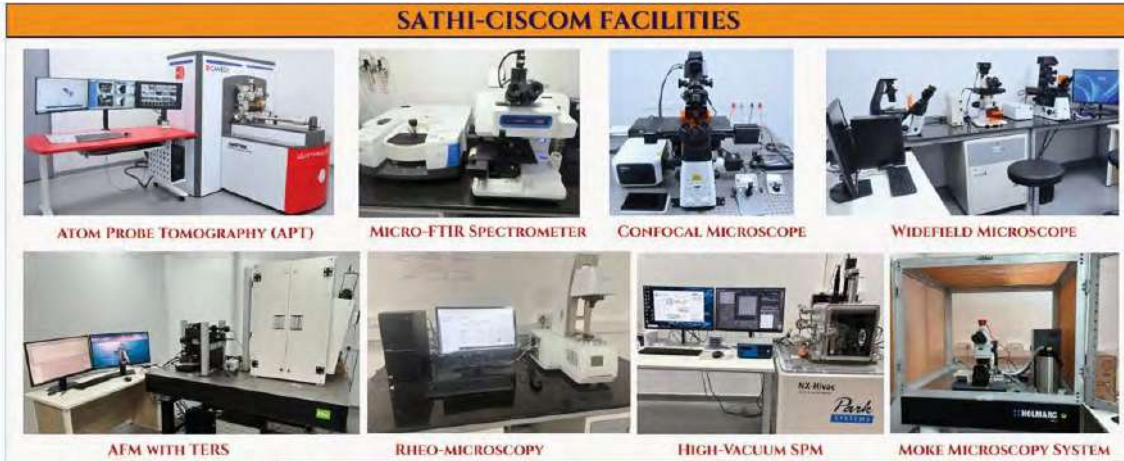 SATHI-CISCOM FACILITIES
CAMECA
AMETEK
ATOM PROBE TOMOGRAPHY (APT)
MICRO-FTIR SPECTROMETER
CONFOCAL MICROSCOPE
WIDEFIELD MICROSCOPE
NX-Hivac
Park
SYSTEMS
HOLMARC
AFM WITH TERS
RHEO-MICROSCOPY
HIGH-VACUUM SPM
MOKE MICROSCOPY SYSTEM